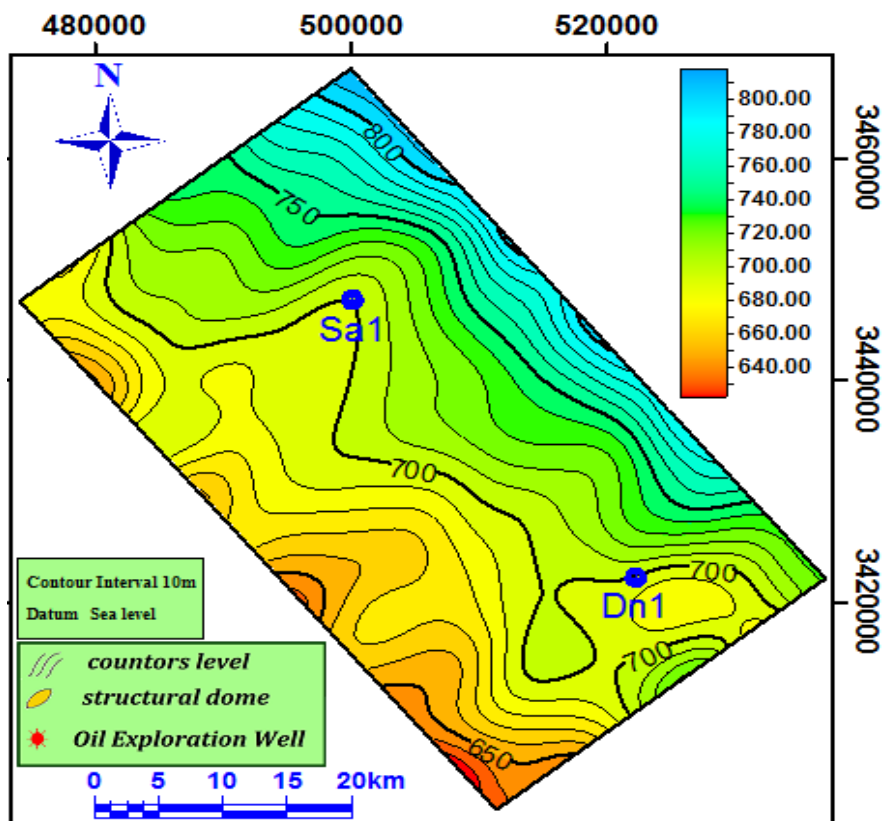 480000 500000 520000
N
800.00
780.00
760.00
740.00
720.00
700.00
680.00
660.00
640.00
3460000
3440000
3420000
800
750
Sa1
700
700
Dn1
700
650
Contour Interval 10m
Datum Sea level
countors level
structural dome
Oil Exploration Well
0 5 10 15 20km